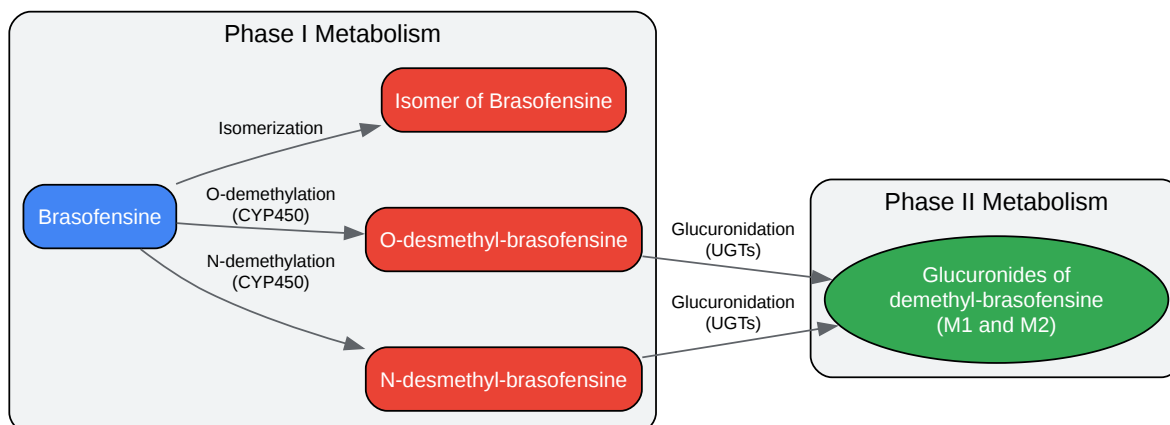 Phase I Metabolism
Isomer of Brasofensine
Isomerization
Brasofensine
O-demethylation
(CYP450)
O-desmethyl-brasofensine
N-demethylation
(CYP450)
N-desmethyl-brasofensine
Glucuronidation
(UGTs)
Glucuronidation
(UGTs)
Phase II Metabolism
Glucuronides of
demethyl-brasofensine
(M1 and M2)